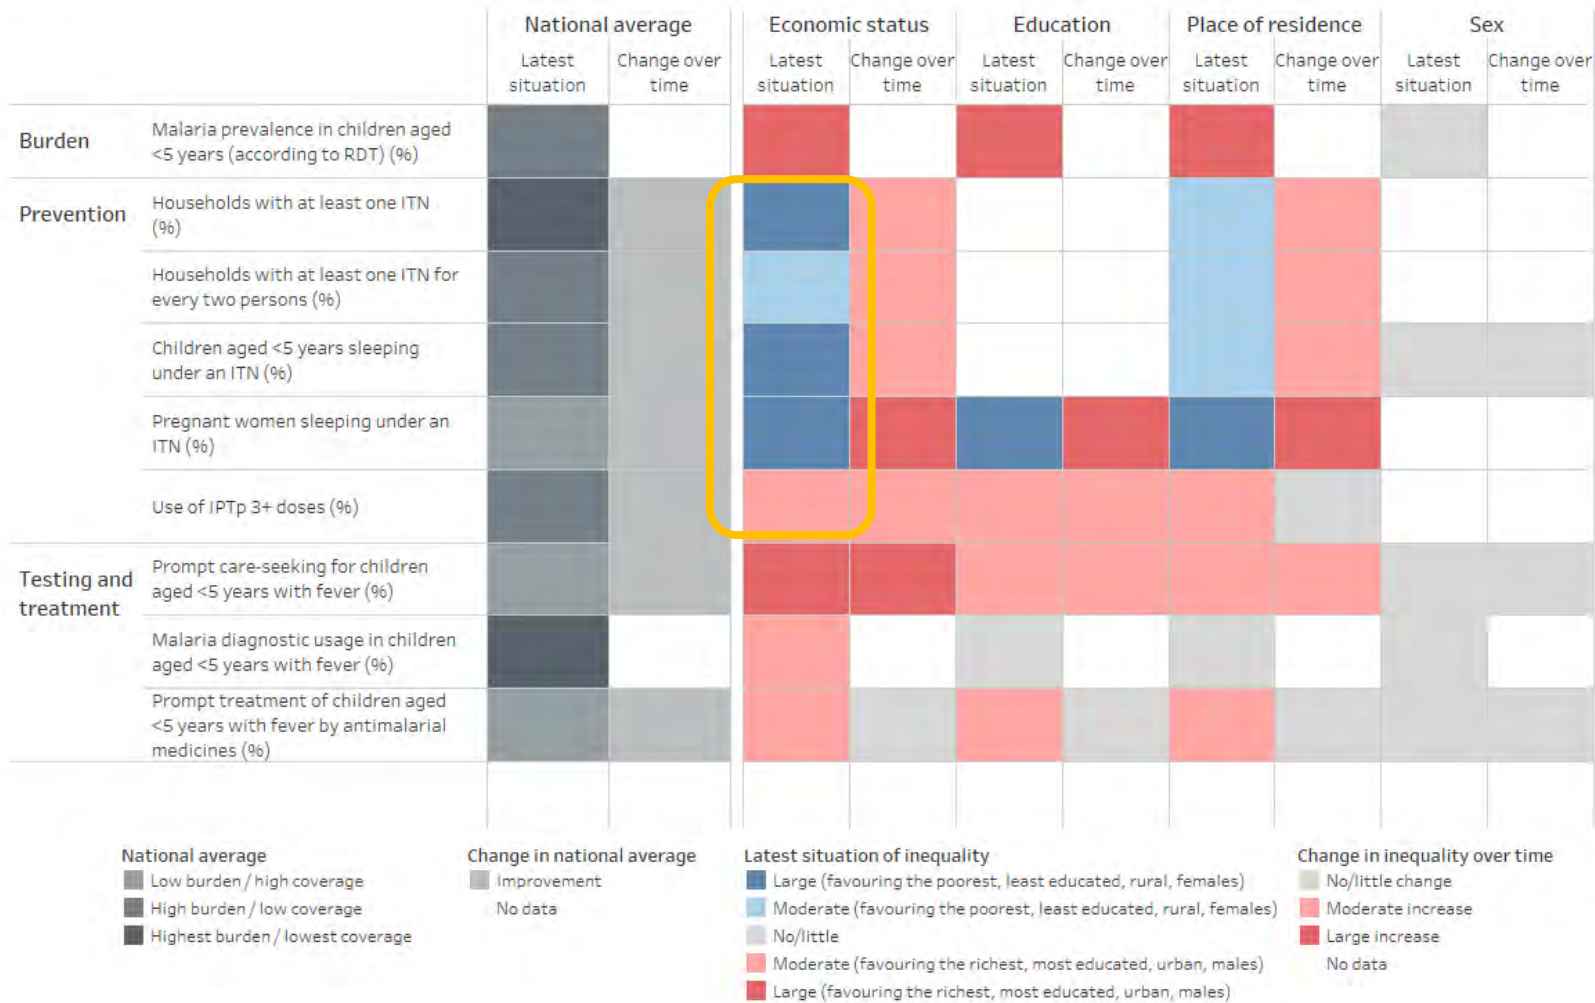 National average Economic status Education Place of residence Sex
Latest situation Change over time Latest situation Change over time Latest situation Change over time Latest situation Change over time Latest situation Change over time
Burden
Malaria prevalence in children aged
<5 years (according to RDT) (%)
Prevention
Households with at least one ITN
(%)
Households with at least one ITN for
every two persons (%)
Children aged <5 years sleeping
under an ITN (%)
Pregnant women sleeping under an
ITN (%)
Use of IPTp 3+ doses (%)
Testing and
treatment
Prompt care-seeking for children
aged <5 years with fever (%)
Malaria diagnostic usage in children
aged <5 years with fever (%)
Prompt treatment of children aged
<5 years with fever by antimalarial
medicines (%)
National average
Low burden / high coverage
High burden / low coverage
Highest burden / lowest coverage
Change in national average
Improvement
No data
Latest situation of inequality
Large (favouring the poorest, least educated, rural, females)
Moderate (favouring the poorest, least educated, rural, females)
No/little
Moderate (favouring the richest, most educated, urban, males)
Large (favouring the richest, most educated, urban, males)
Change in inequality over time
No/little change
Moderate increase
Large increase
No data